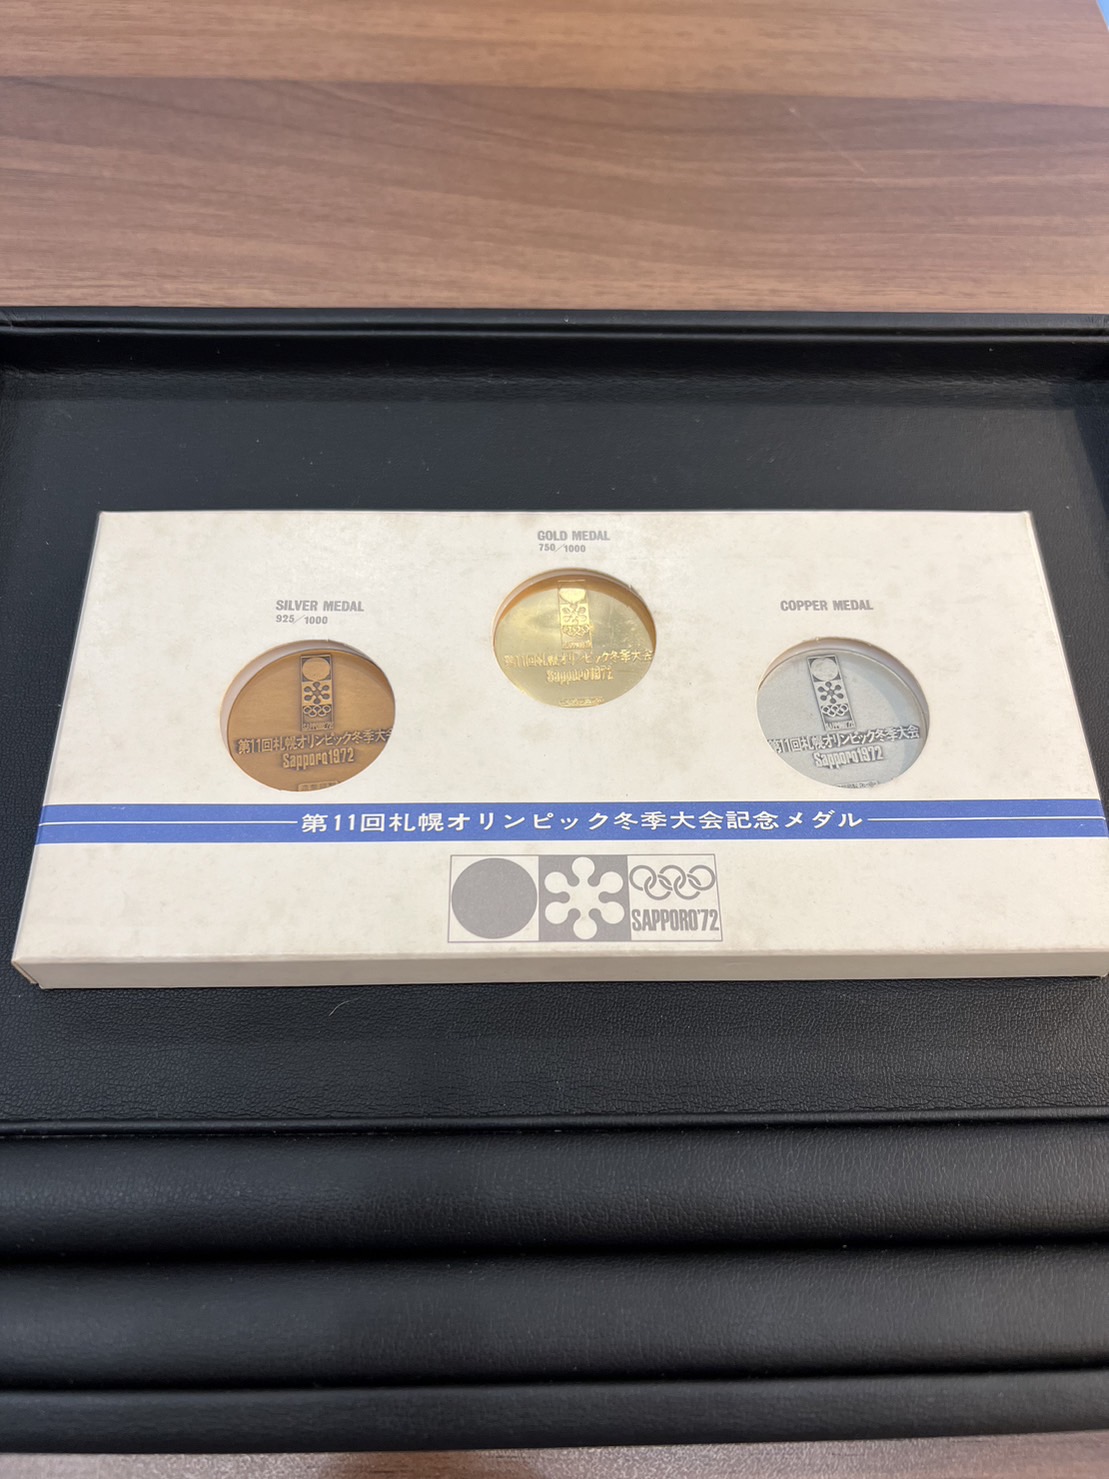 GOLD MEDAL
750/1000
SILVER MEDAL
925/1000
COPPER MEDAL
SAPPORO'72
第11回札幌オリンピック冬季大
Sapporo1972
第11回札幌オリンピック冬季大会
Sapporo1972
SAPPORO'72
第11回札幌オリンピック冬季大会
Sapporo1972
第11回札幌オリンピック冬季大会記念メダル
SAPPORO'72